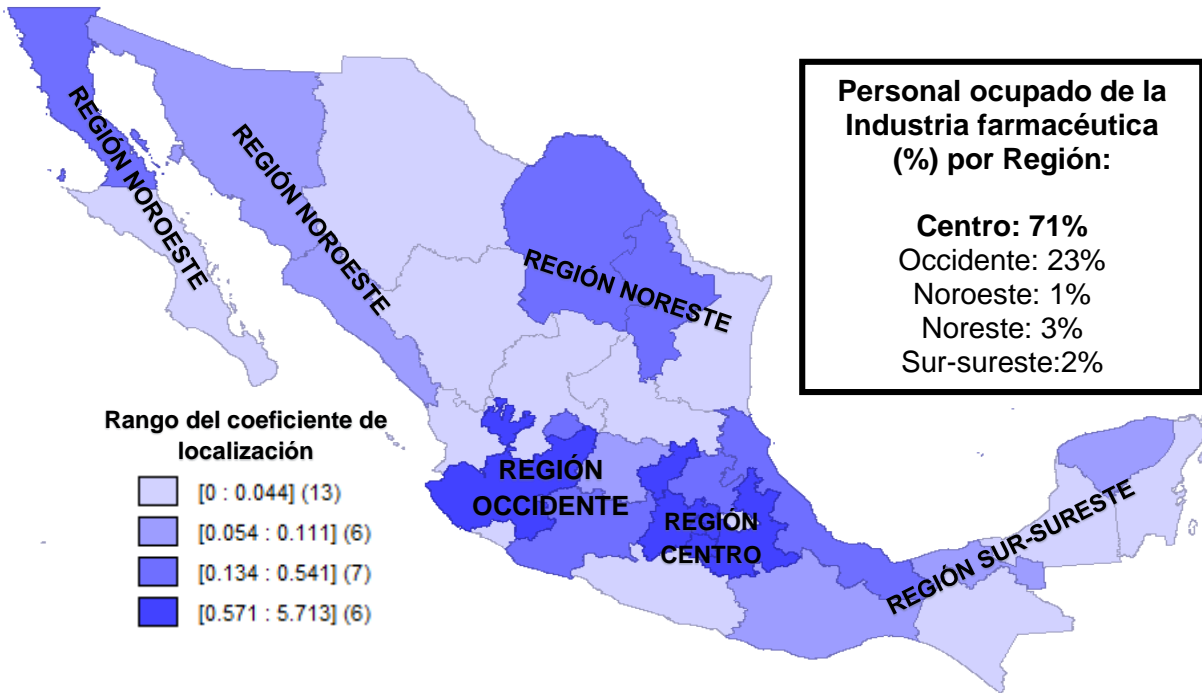 REGIÓN NOROESTE
REGIÓN NOROESTE
REGIÓN NORESTE
Personal ocupado de la
Industria farmacéutica
(%) por Región:
Centro: 71%
Occidente: 23%
Noroeste: 1%
Noreste: 3%
Sur-sureste:2%
Rango del coeficiente de
localización
[0 : 0.044] (13)
[0.054 : 0.111] (6)
[0.134 : 0.541] (7)
[0.571 : 5.713] (6)
REGIÓN
OCCIDENTE
REGIÓN
CENTRO
REGIÓN SUR-SURESTE